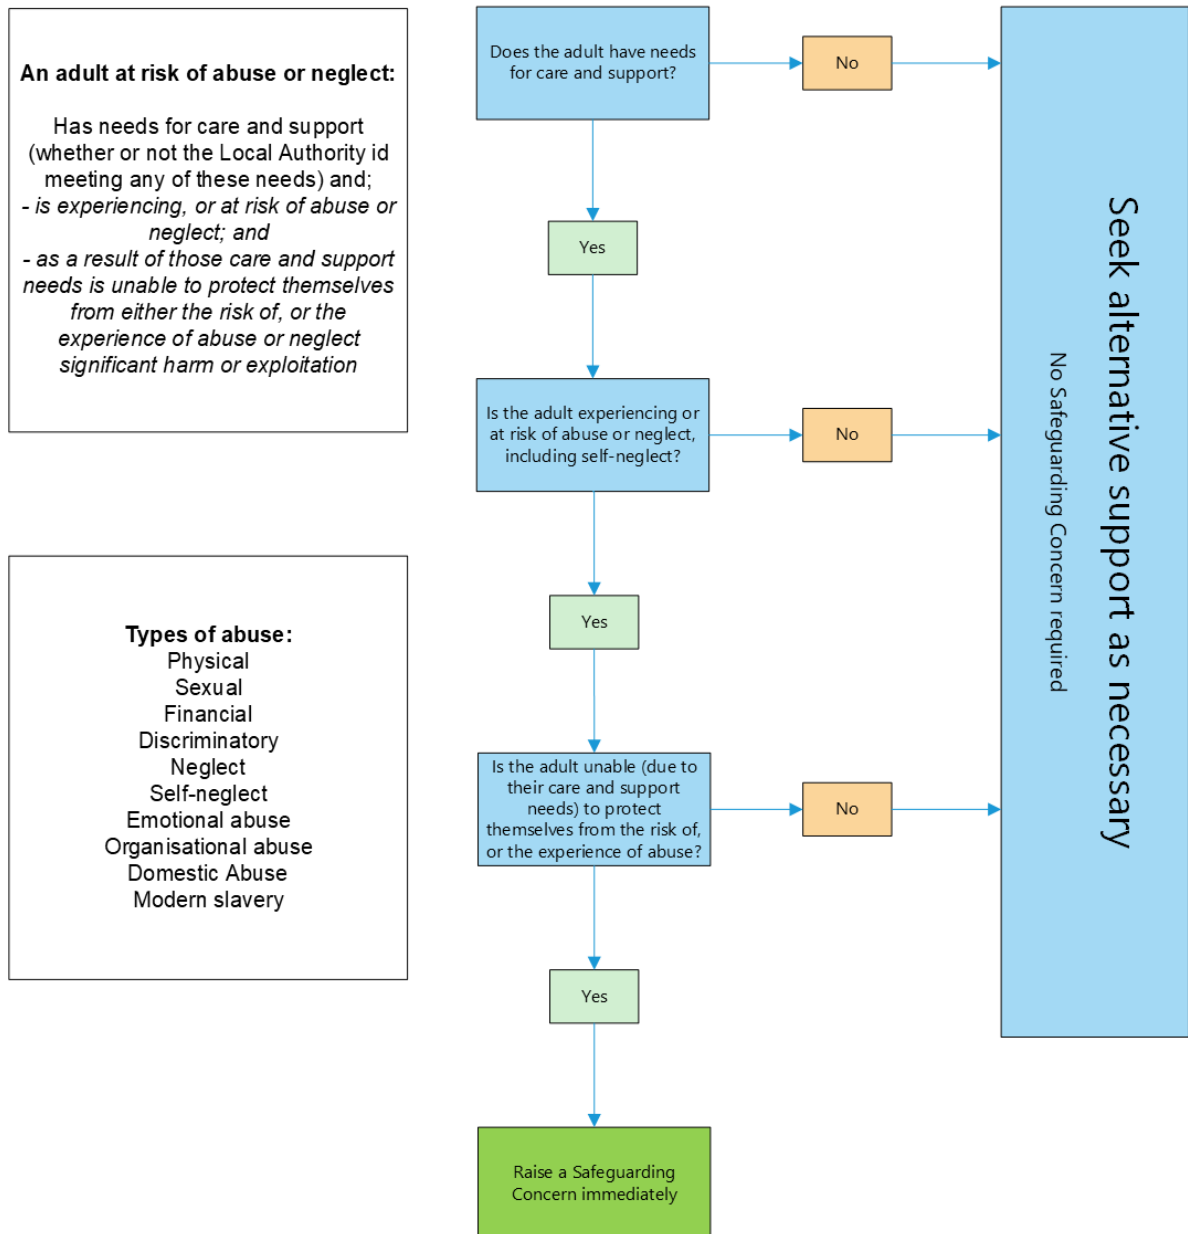 An adult at risk of abuse or neglect:
Has needs for care and support
(whether or not the Local Authority id
meeting any of these needs) and;
- is experiencing, or at risk of abuse or
neglect; and
- as a result of those care and support
needs is unable to protect themselves
from either the risk of, or the
experience of abuse or neglect
significant harm or exploitation
Types of abuse:
Physical
Sexual
Financial
Discriminatory
Neglect
Self-neglect
Emotional abuse
Organisational abuse
Domestic Abuse
Modern slavery
Does the adult have needs
for care and support?
No
Yes
Is the adult experiencing or
at risk of abuse or neglect,
including self-neglect?
No
Yes
Is the adult unable (due to
their care and support
needs) to protect
themselves from the risk of,
or the experience of abuse?
No
Yes
Raise a Safeguarding
Concern immediately
Seek alternative support as necessary
No Safeguarding Concern required